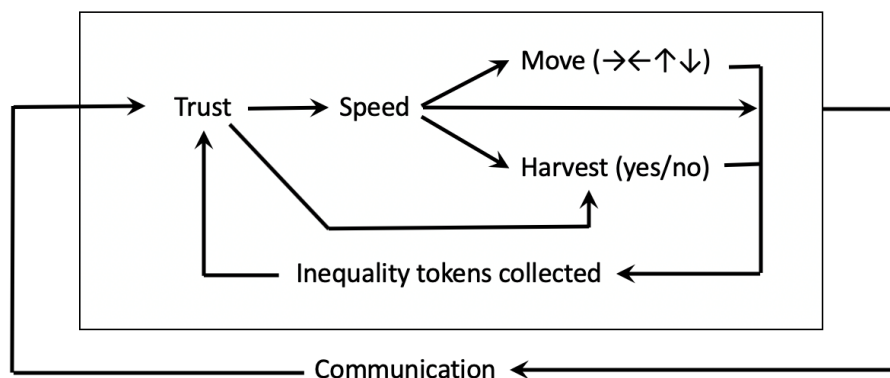 Move (→←↑↓)
Trust
Speed
Harvest (yes/no)
Inequality tokens collected
Communication